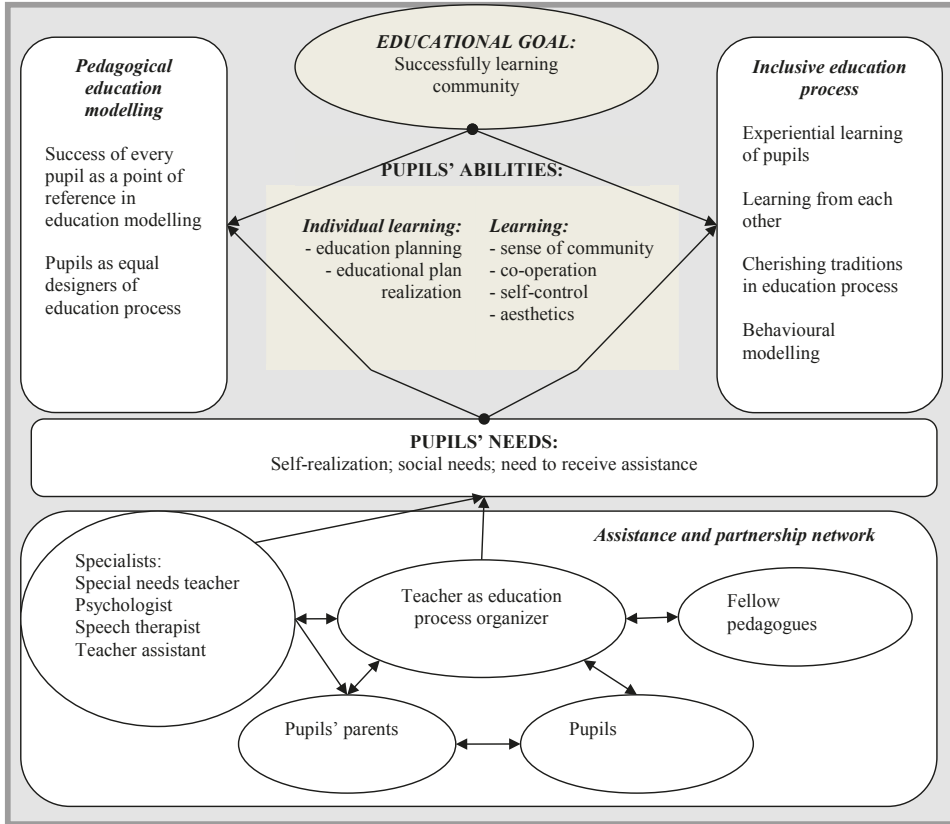 EDUCATIONAL GOAL:
Successfully learning
community
Pedagogical
education
modelling
Success of every
pupil as a point of
reference in
education modelling
Pupils as equal
designers of
education process
Inclusive education
process
Experiential learning
of pupils
Learning from each
other
Cherishing traditions
in education process
Behavioural
modelling
PUPILS’ ABILITIES:
Individual learning:
- education planning
- educational plan
realization
Learning:
- sense of community
- co-operation
- self-control
- aesthetics
PUPILS’ NEEDS:
Self-realization; social needs; need to receive assistance
Assistance and partnership network
Specialists:
Special needs teacher
Psychologist
Speech therapist
Teacher assistant
Teacher as education
process organizer
Fellow
pedagogues
Pupils’ parents
Pupils